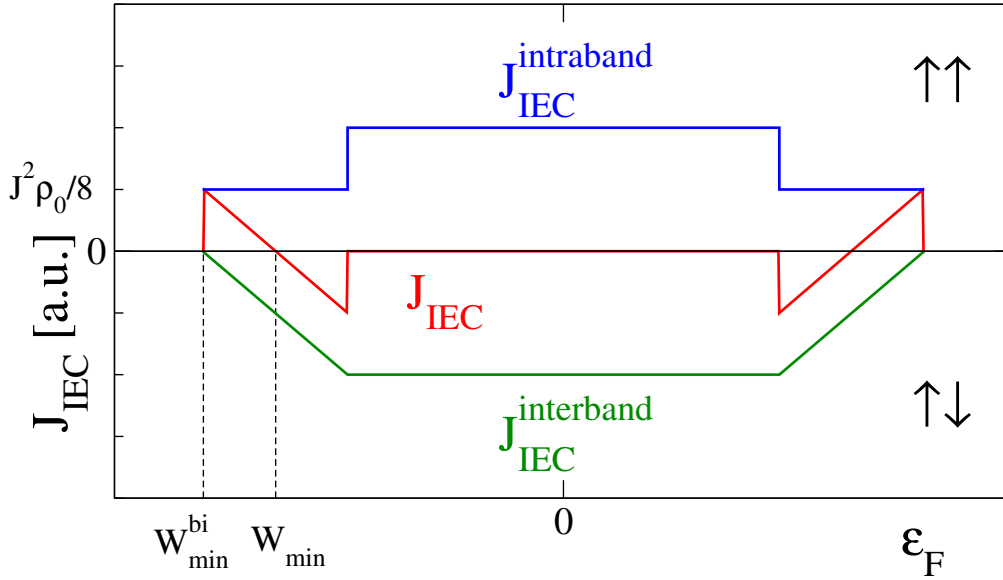 J_IEC^intraband
↑↑
J²ρ₀/8
0
J_IEC
J_IEC [a.u.]
J_IEC^interband
↑↓
W_min^bi
W_min
0
ε_F